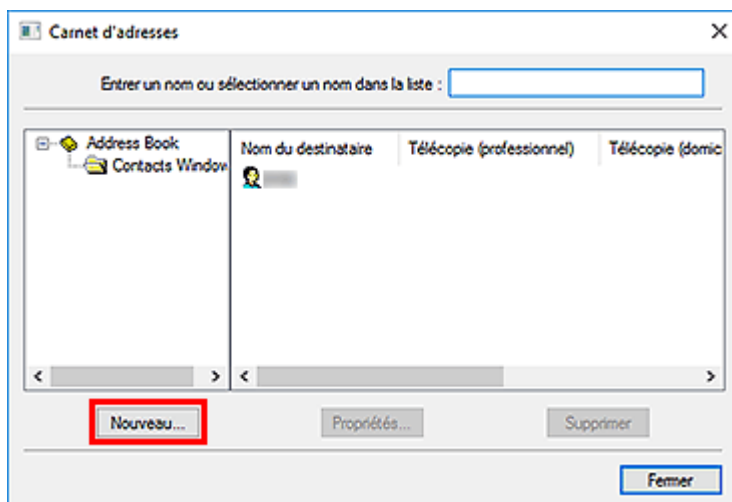 Carnet d'adresses
Entrer un nom ou sélectionner un nom dans la liste :
Address Book
Contacts Window
Nom du destinataire Télécopie (professionnel) Télécopie (domic
Nouveau... Propriétés... Supprimer
Fermer